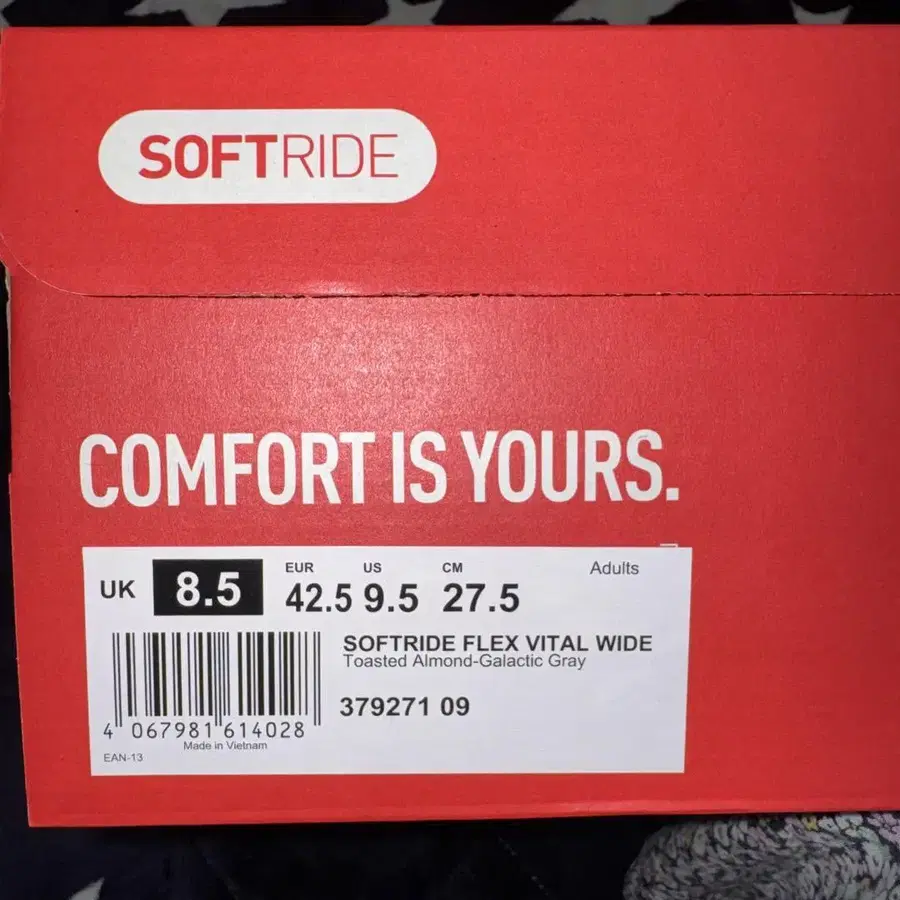 SOFTRIDE
COMFORT IS YOURS.
UK 8.5 EUR 42.5 US 9.5 CM 27.5 Adults
SOFTRIDE FLEX VITAL WIDE
Toasted Almond-Galactic Gray
379271 09
4 067981 614028
Made in Vietnam
EAN-13